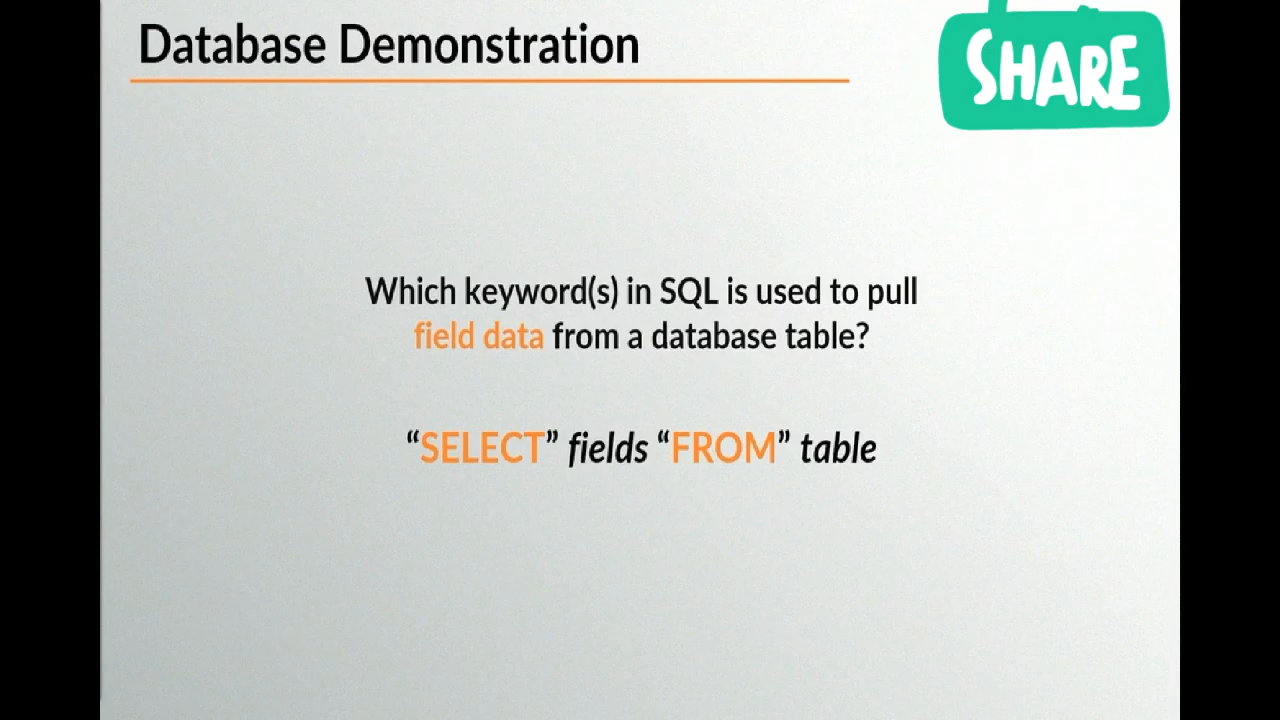 Database Demonstration
SHARE
Which keyword(s) in SQL is used to pull
field data from a database table?
“SELECT” fields “FROM” table